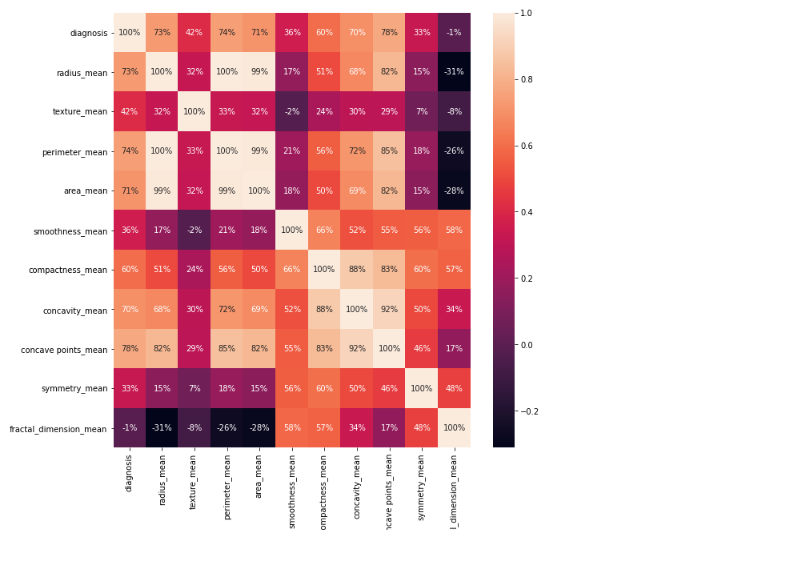 diagnosis 100% 73% 42% 74% 71% 36% 60% 70% 78% 33% -1%
radius_mean 73% 100% 32% 100% 99% 17% 51% 68% 82% 15% -31%
texture_mean 42% 32% 100% 33% 32% -2% 24% 30% 29% 7% -8%
perimeter_mean 74% 100% 33% 100% 99% 21% 56% 72% 85% 18% -26%
area_mean 71% 99% 32% 99% 100% 18% 50% 69% 82% 15% -28%
smoothness_mean 36% 17% -2% 21% 18% 100% 66% 52% 55% 56% 58%
compactness_mean 60% 51% 24% 56% 50% 66% 100% 88% 83% 60% 57%
concavity_mean 70% 68% 30% 72% 69% 52% 88% 100% 92% 50% 34%
concave points_mean 78% 82% 29% 85% 82% 55% 83% 92% 100% 46% 17%
symmetry_mean 33% 15% 7% 18% 15% 56% 60% 50% 46% 100% 48%
fractal_dimension_mean -1% -31% -8% -26% -28% 58% 57% 34% 17% 48% 100%
diagnosis
radius_mean
texture_mean
perimeter_mean
area_mean
smoothness_mean
ompactness_mean
concavity_mean
ncave points_mean
symmetry_mean
l_dimension_mean
1.0
0.8
0.6
0.4
0.2
0.0
−0.2